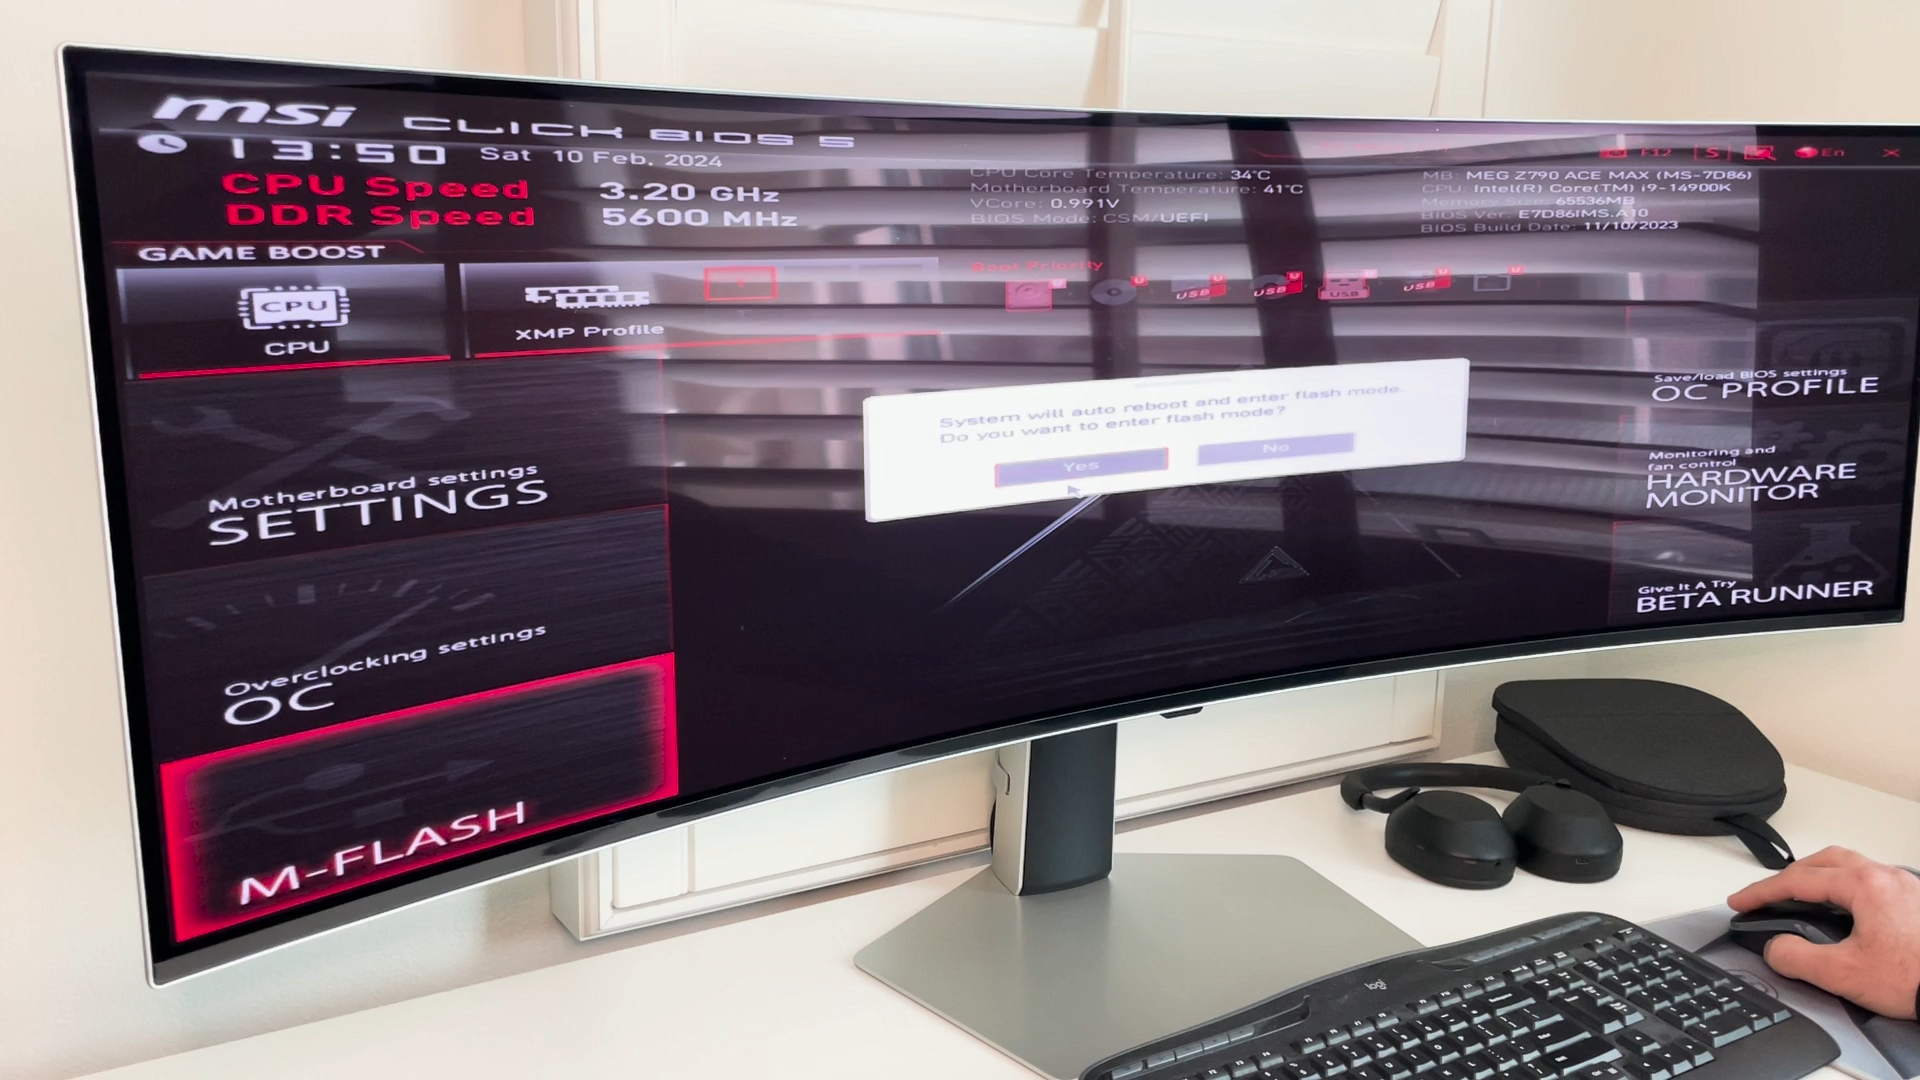 msi CLICK BIOS 5
13:50 Sat 10 Feb. 2024
CPU Speed 3.20 GHz
DDR Speed 5600 MHz
CPU Core Temperature: 34°C
Motherboard Temperature: 41°C
VCore: 0.991V
BIOS Mode: CSM/UEFI
F12 S En X
MB: MEG Z790 ACE MAX (MS-7D86)
CPU: Intel(R) Core(TM) i9-14900K
Memory Size: 65536MB
BIOS Ver: E7D86IMS.A10
BIOS Build Date: 11/10/2023
GAME BOOST
CPU
CPU
XMP Profile
1
Boot Priority
U U U U U U U
USB USB USB USB
System will auto reboot and enter flash mode.
Do you want to enter flash mode?
Yes No
Motherboard settings
SETTINGS
Overclocking settings
OC
M-FLASH
Save/load BIOS settings
OC PROFILE
Monitoring and
fan control
HARDWARE
MONITOR
Give It A Try
BETA RUNNER
logi